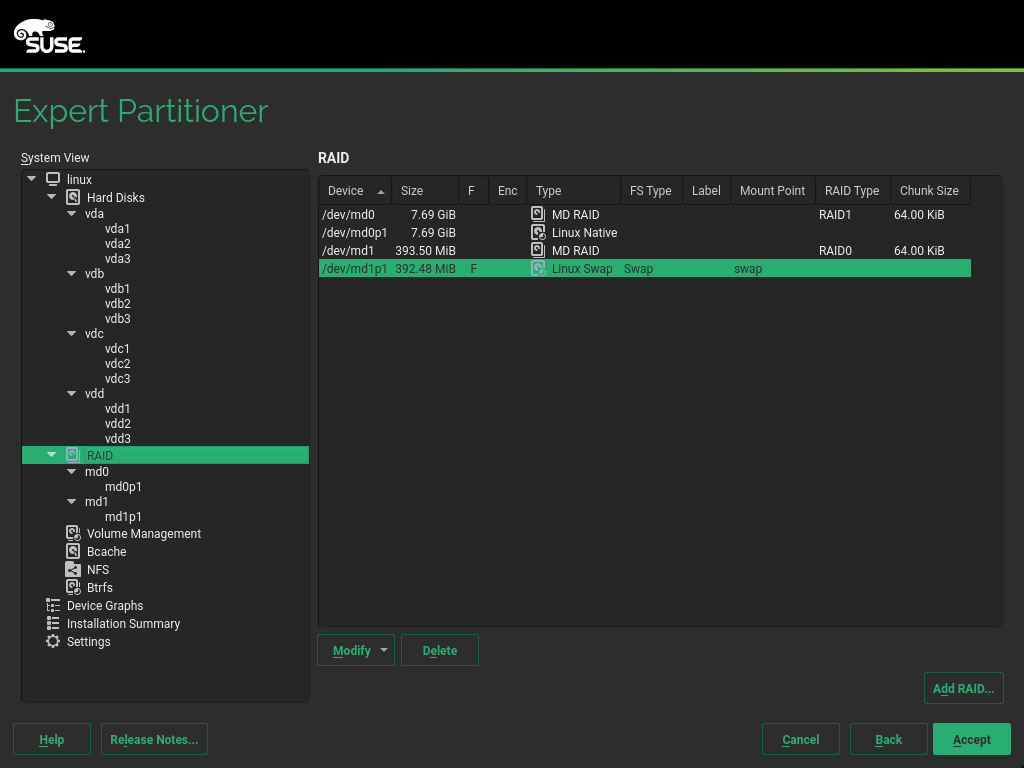 SUSE.
Expert Partitioner
System View
linux
Hard Disks
vda
vda1
vda2
vda3
vdb
vdb1
vdb2
vdb3
vdc
vdc1
vdc2
vdc3
vdd
vdd1
vdd2
vdd3
RAID
md0
md0p1
md1
md1p1
Volume Management
Bcache
NFS
Btrfs
Device Graphs
Installation Summary
Settings
RAID
Device Size F Enc Type FS Type Label Mount Point RAID Type Chunk Size
/dev/md0 7.69 GiB MD RAID RAID1 64.00 KiB
/dev/md0p1 7.69 GiB Linux Native
/dev/md1 393.50 MiB MD RAID RAID0 64.00 KiB
/dev/md1p1 392.48 MiB F Linux Swap Swap swap
Modify Delete
Add RAID...
Help Release Notes... Cancel Back Accept